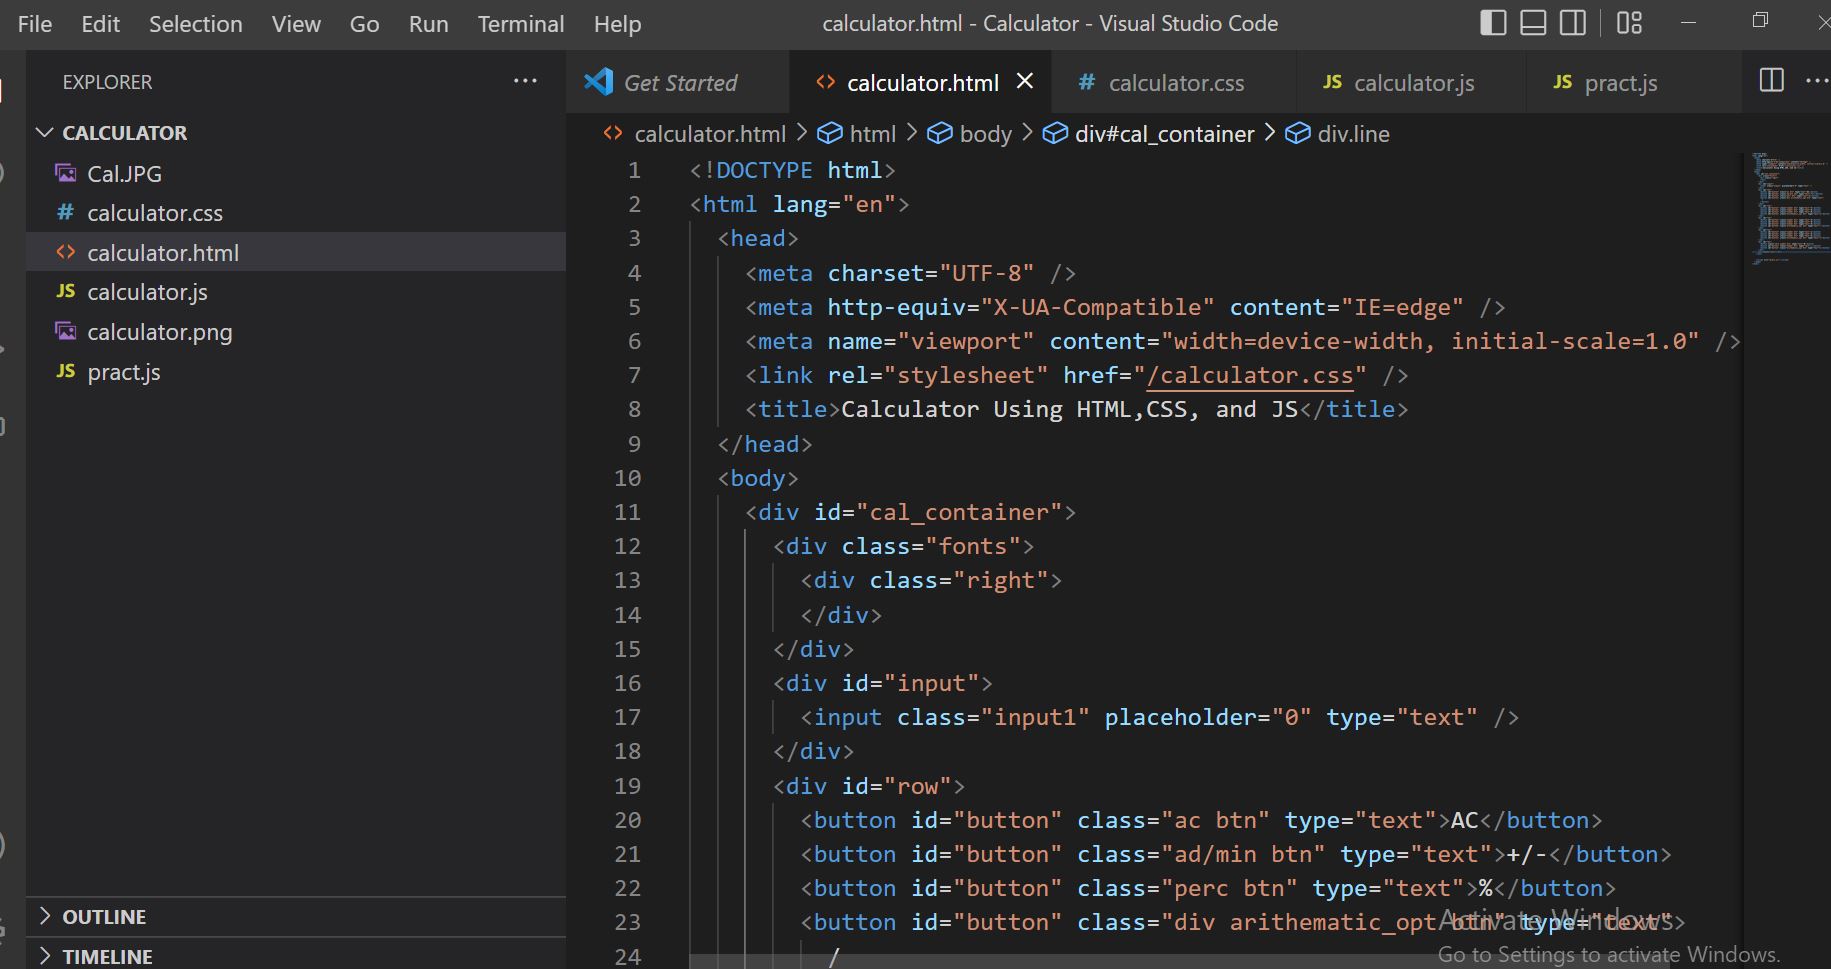 File Edit Selection View Go Run Terminal Help calculator.html - Calculator - Visual Studio Code
EXPLORER
CALCULATOR
Cal.JPG
# calculator.css
<> calculator.html
JS calculator.js
calculator.png
JS pract.js
OUTLINE
TIMELINE
Get Started <> calculator.html # calculator.css JS calculator.js JS pract.js
<> calculator.html > html > body > div#cal_container > div.line
1 <!DOCTYPE html>
2 <html lang="en">
3 <head>
4 <meta charset="UTF-8" />
5 <meta http-equiv="X-UA-Compatible" content="IE=edge" />
6 <meta name="viewport" content="width=device-width, initial-scale=1.0" />
7 <link rel="stylesheet" href="/calculator.css" />
8 <title>Calculator Using HTML,CSS, and JS</title>
9 </head>
10 <body>
11 <div id="cal_container">
12 <div class="fonts">
13 <div class="right">
14 </div>
15 </div>
16 <div id="input">
17 <input class="input1" placeholder="0" type="text" />
18 </div>
19 <div id="row">
20 <button id="button" class="ac btn" type="text">AC</button>
21 <button id="button" class="ad/min btn" type="text">+/-</button>
22 <button id="button" class="perc btn" type="text">%</button>
23 <button id="button" class="div arithematic_opt btn" type="text">
24 /
Activate Windows
Go to Settings to activate Windows.